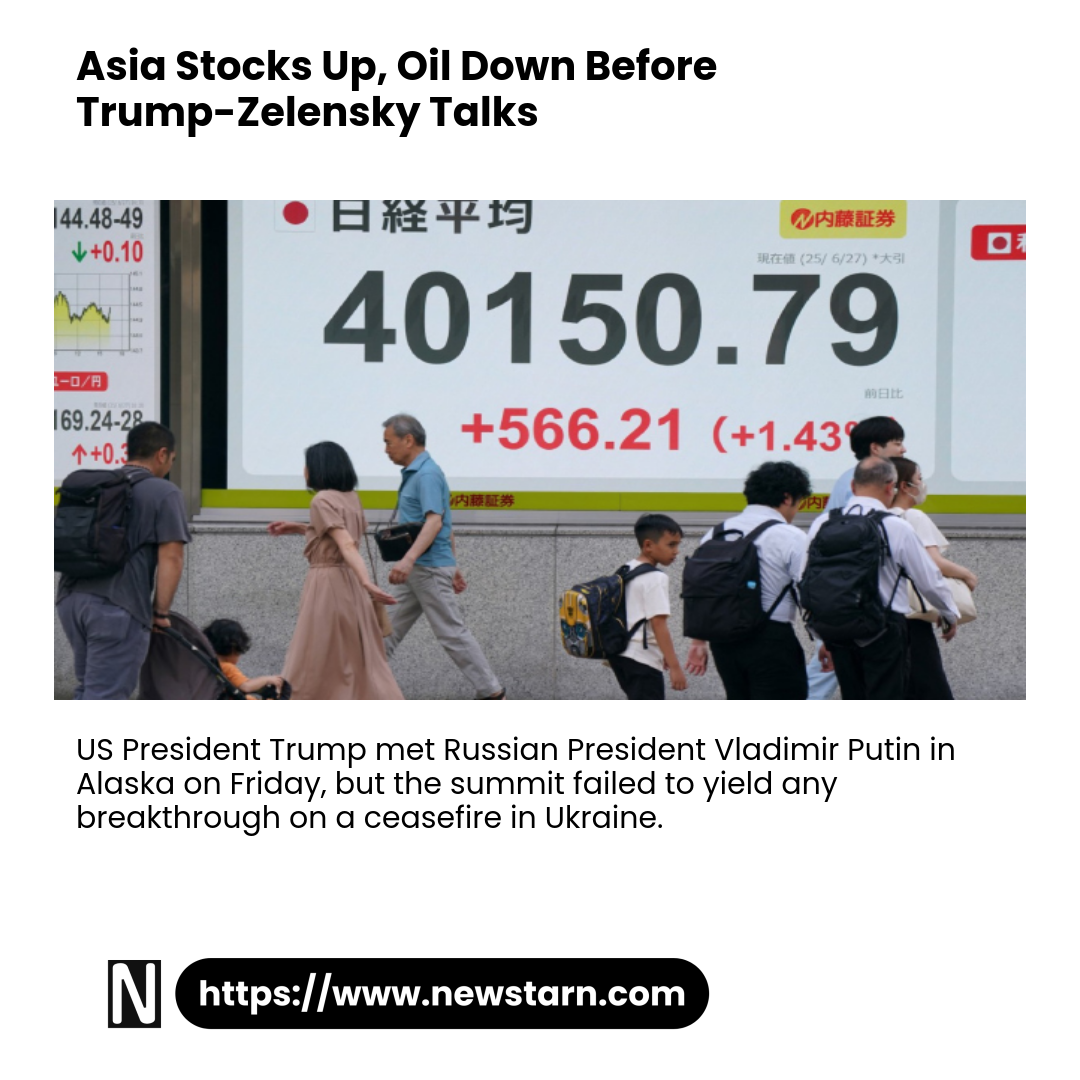 Asia Stocks Up, Oil Down Before
Trump-Zelensky Talks
144.48-49
+0.10
日経平均
内藤証券
現在値 (25/ 6/27) *大引
40150.79
前日比
+566.21 (+1.43
ユーロ/円
169.24-28
+0.3
内藤証券
US President Trump met Russian President Vladimir Putin in
Alaska on Friday, but the summit failed to yield any
breakthrough on a ceasefire in Ukraine.
N
https://www.newstarn.com